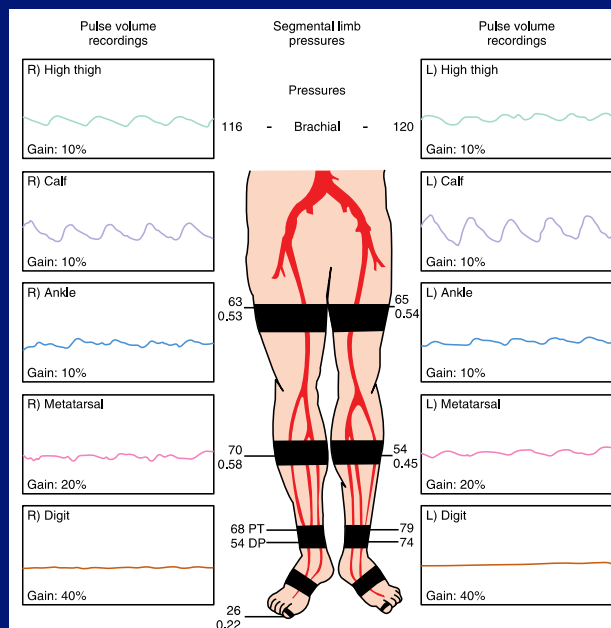 Pulse volume
recordings
Segmental limb
pressures
Pulse volume
recordings
R) High thigh
Gain: 10%
Pressures
116 - Brachial - 120
L) High thigh
Gain: 10%
R) Calf
Gain: 10%
L) Calf
Gain: 10%
R) Ankle
Gain: 10%
63
0.53
65
0.54
L) Ankle
Gain: 10%
R) Metatarsal
Gain: 20%
70
0.58
54
0.45
L) Metatarsal
Gain: 20%
R) Digit
Gain: 40%
68 PT
54 DP
79
74
26
0.22
L) Digit
Gain: 40%